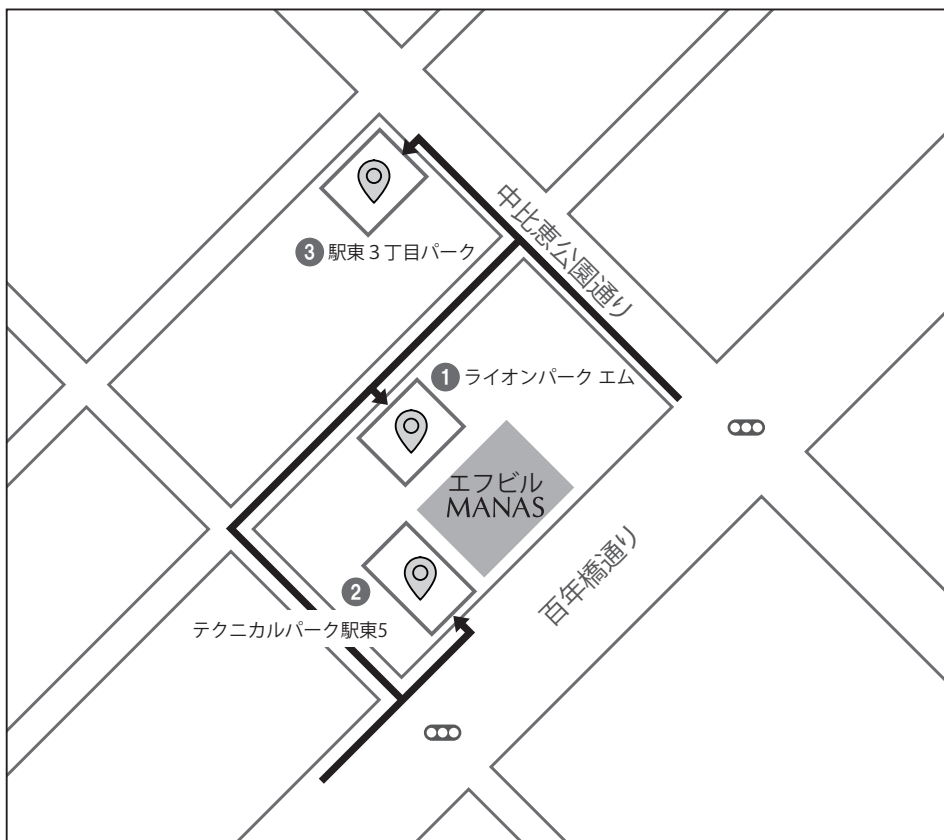 中比恵公園通り
3 駅東3丁目パーク
1 ライオンパーク エム
エフビル
MANAS
百年橋通り
2
テクニカルパーク駅東5